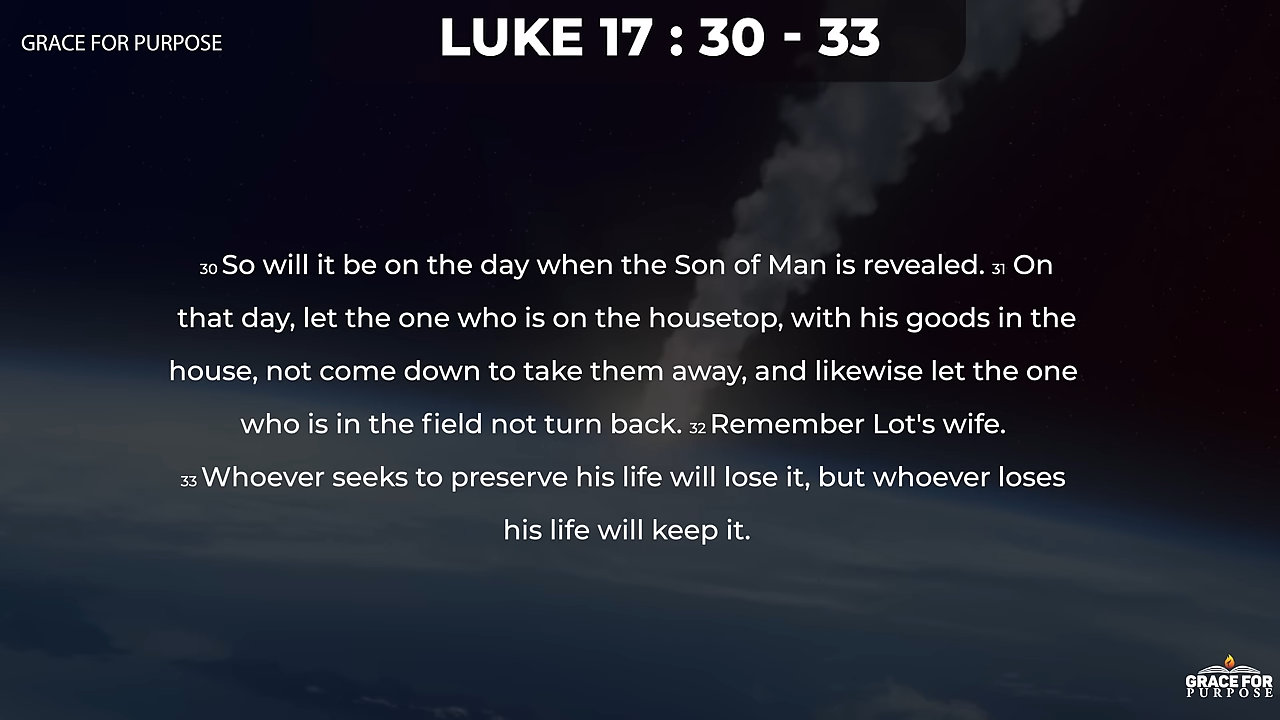 GRACE FOR PURPOSE
LUKE 17 : 30 - 33
30 So will it be on the day when the Son of Man is revealed. 31 On
that day, let the one who is on the housetop, with his goods in the
house, not come down to take them away, and likewise let the one
who is in the field not turn back. 32 Remember Lot's wife.
33 Whoever seeks to preserve his life will lose it, but whoever loses
his life will keep it.
GRACE FOR
PURPOSE